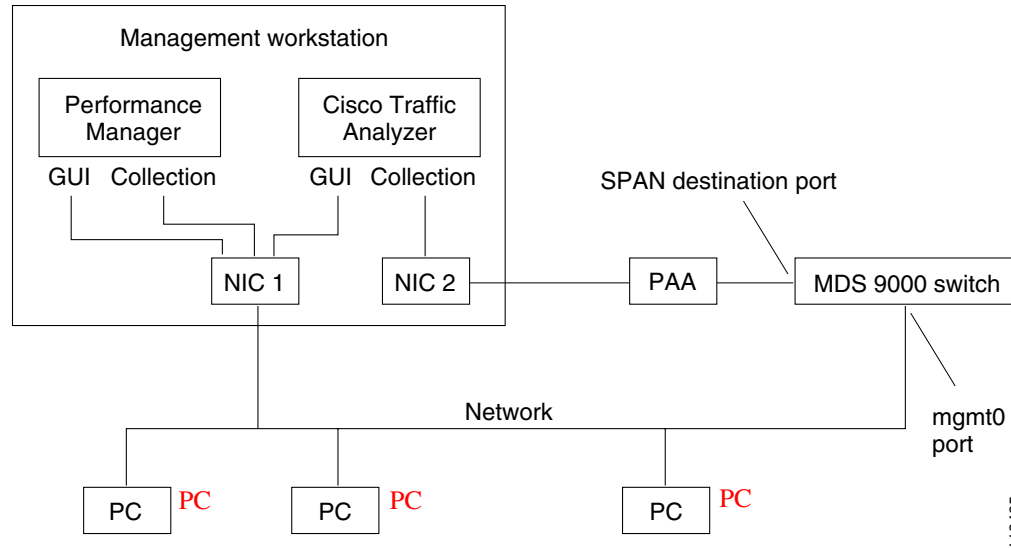 Management workstation
Performance
Manager
Cisco Traffic
Analyzer
GUI Collection
GUI Collection
SPAN destination port
NIC 1
NIC 2
PAA
MDS 9000 switch
Network
mgmt0
port
PC PC
PC PC
PC PC